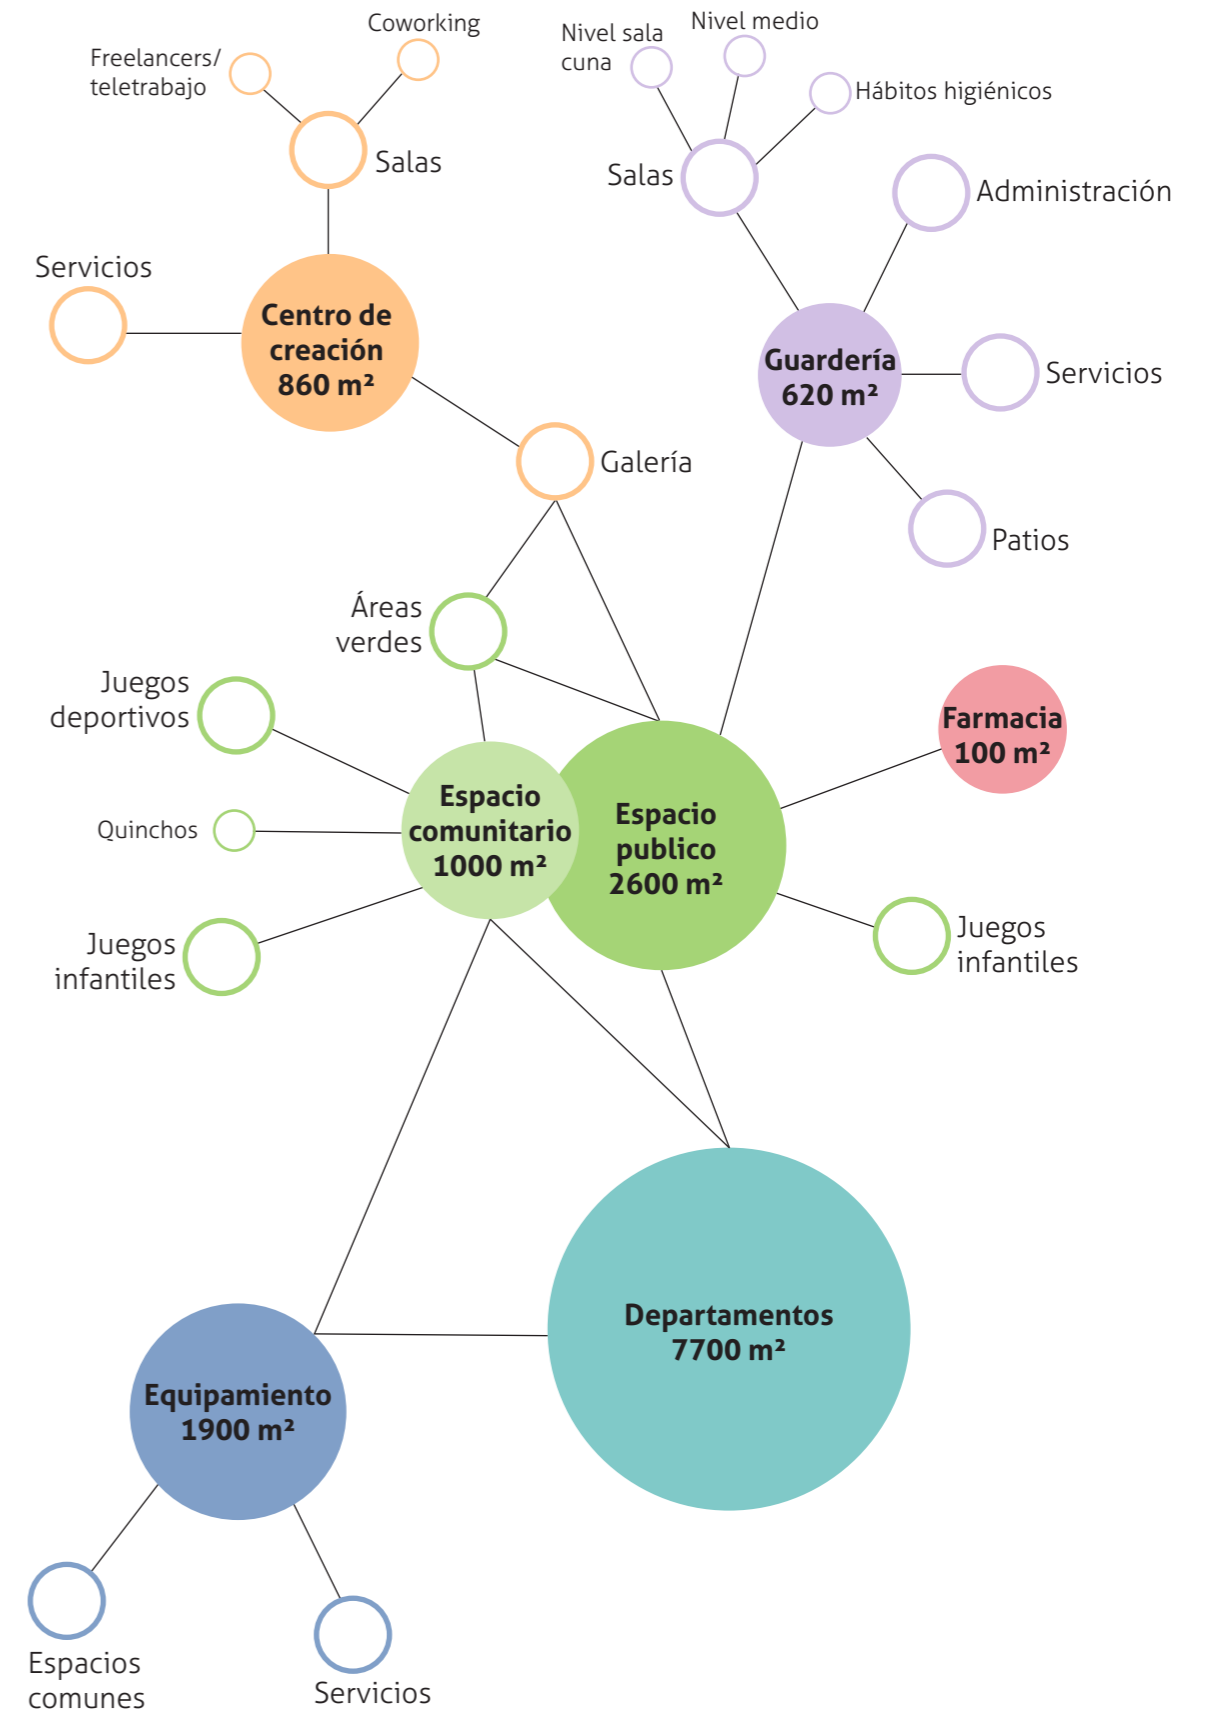 Coworking
Freelancers/
teletrabajo
Salas
Servicios
Centro de
creación
860 m²
Galería
Nivel sala
cuna
Nivel medio
Hábitos higiénicos
Salas
Administración
Guardería
620 m²
Servicios
Patios
Áreas
verdes
Juegos
deportivos
Quinchos
Juegos
infantiles
Espacio
comunitario
1000 m²
Espacio
publico
2600 m²
Farmacia
100 m²
Juegos
infantiles
Departamentos
7700 m²
Equipamiento
1900 m²
Espacios
comunes
Servicios